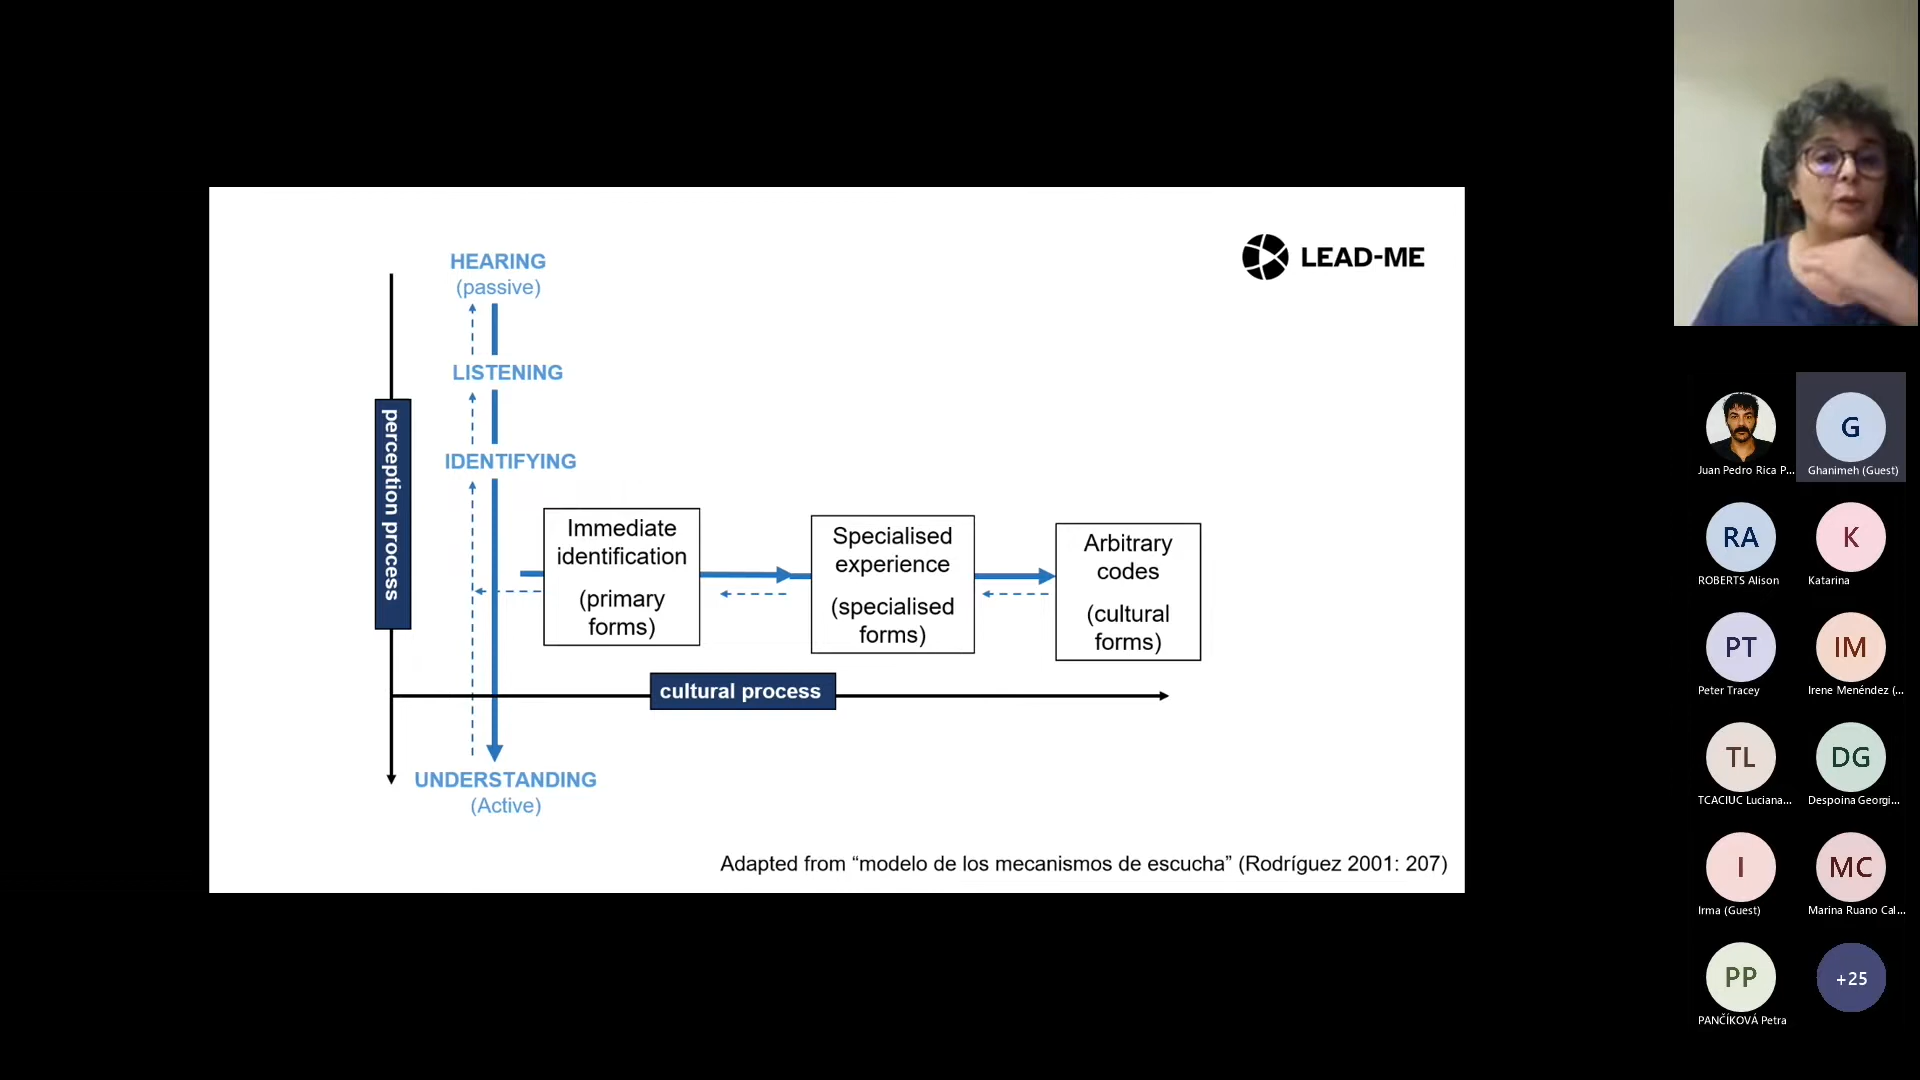 HEARING
(passive)
LEAD-ME
LISTENING
perception process
IDENTIFYING
Immediate
identification
(primary
forms)
Specialised
experience
(specialised
forms)
Arbitrary
codes
(cultural
forms)
cultural process
UNDERSTANDING
(Active)
Adapted from “modelo de los mecanismos de escucha” (Rodríguez 2001: 207)
Juan Pedro Rica P...
G
Ghanimeh (Guest)
RA
ROBERTS Alison
K
Katarina
PT
Peter Tracey
IM
Irene Menéndez (...
TL
TCACIUC Luciana...
DG
Despoina Georgi...
I
Irma (Guest)
MC
Marina Ruano Cal...
PP
PANČÍKOVÁ Petra
+25